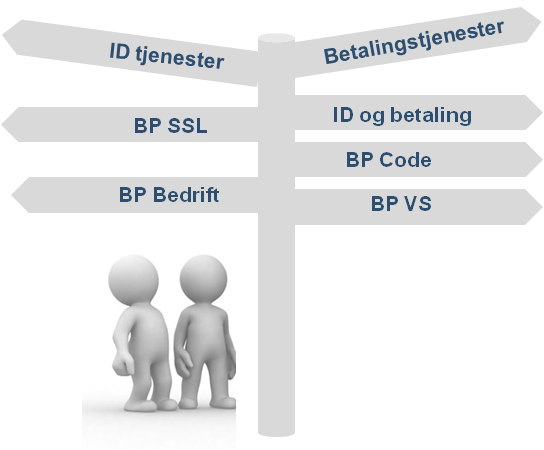 ID tjenester
BP SSL
BP Bedrift
Betalingstjenester
ID og betaling
BP Code
BP VS